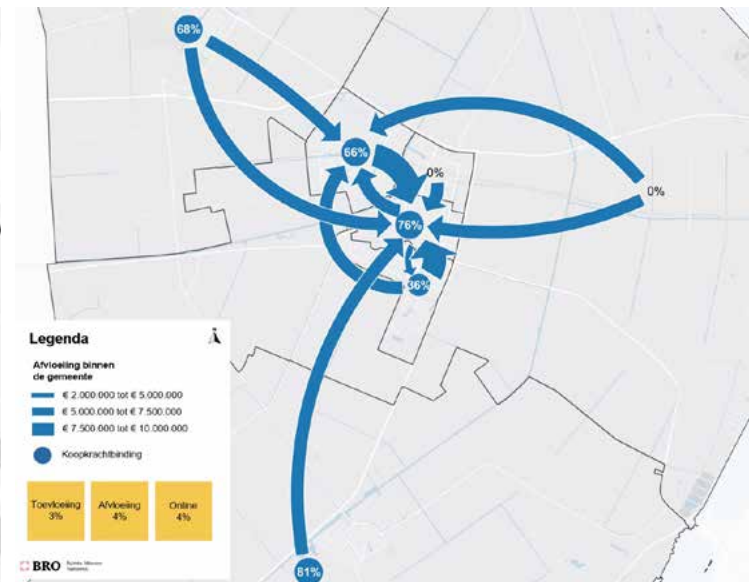 68%
66%
0%
0%
76%
36%
81%
Legenda
Afvloeiing binnen
de gemeente
€ 2.000.000 tot € 5.000.000
€ 5.000.000 tot € 7.500.000
€ 7.500.000 tot € 10.000.000
Koopkrachtbinding
Toevloeiing
3%
Afvloeiing
4%
Online
4%
BRO